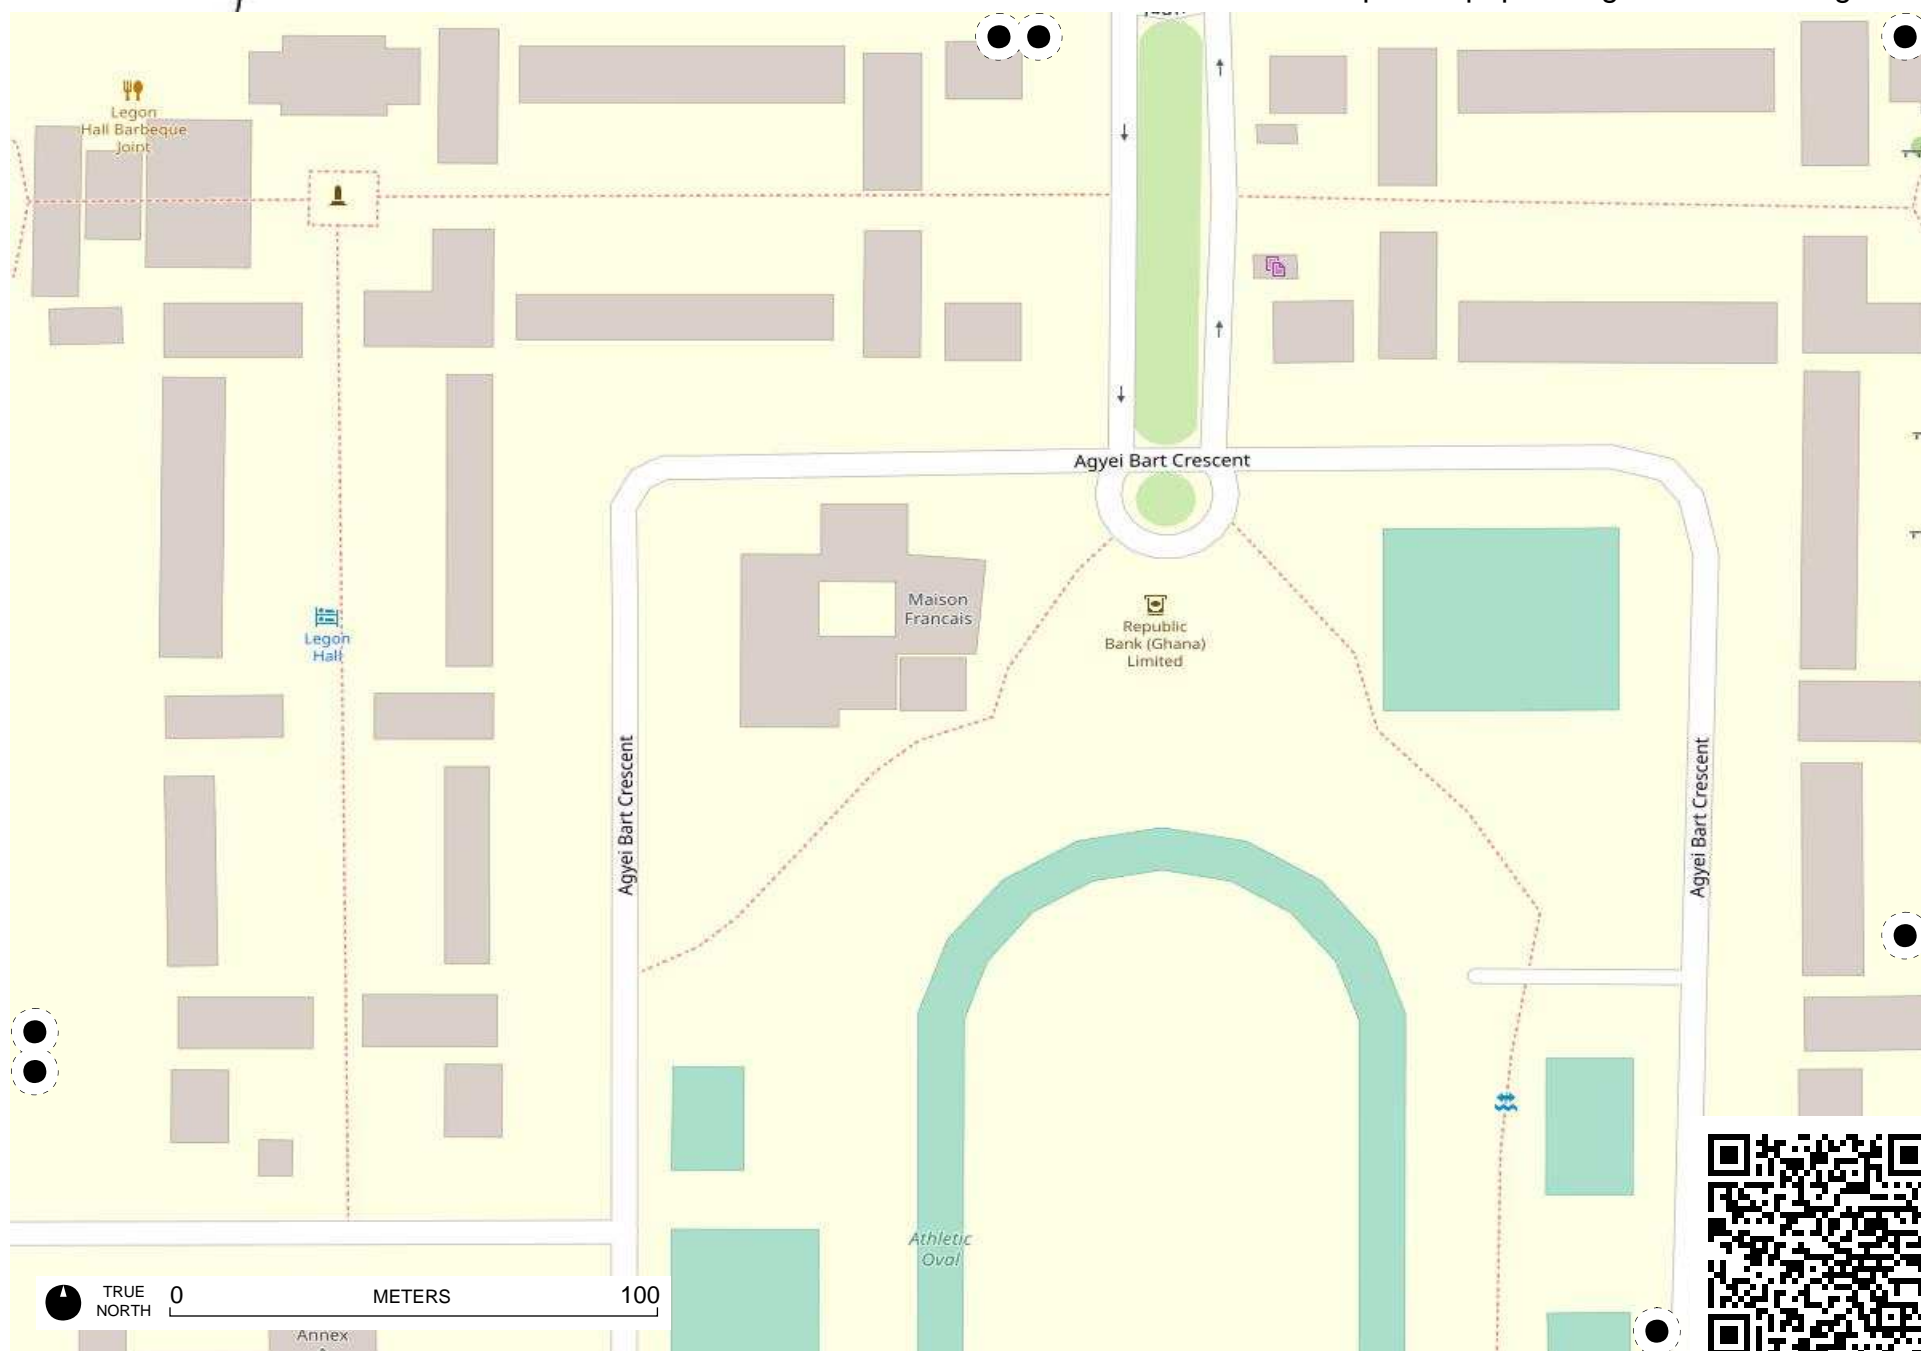 Legon
Hall Barbeque
Joint
Agyei Bart Crescent
Maison
Francais
Republic
Bank (Ghana)
Limited
Legon
Hall
Agyei Bart Crescent
Agyei Bart Crescent
Athletic
Oval
TRUE
NORTH
0 METERS 100
Annex